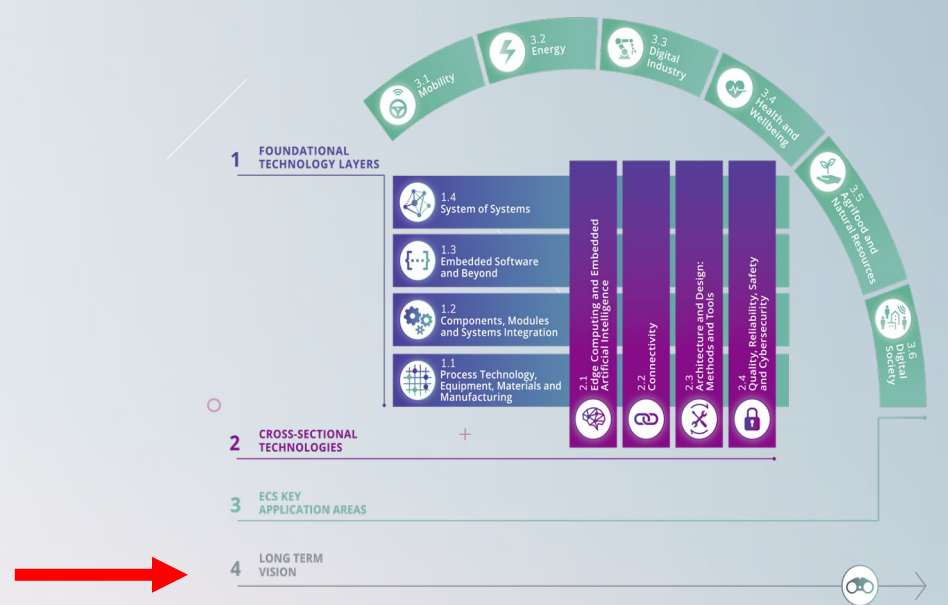 3.1
Mobility
3.2
Energy
3.3
Digital
Industry
3.4
Health and
Wellbeing
3.5
Agrifood and
Natural Resources
3.6
Digital
Society
1
FOUNDATIONAL
TECHNOLOGY LAYERS
1.4
System of Systems
1.3
Embedded Software
and Beyond
1.2
Components, Modules
and Systems Integration
1.1
Process Technology,
Equipment, Materials and
Manufacturing
2.1
Edge Computing and Embedded
Artificial Intelligence
2.2
Connectivity
2.3
Architecture and Design:
Methods and Tools
2.4
Quality, Reliability, Safety
and Cybersecurity
2
CROSS-SECTIONAL
TECHNOLOGIES
3
ECS KEY
APPLICATION AREAS
4
LONG TERM
VISION